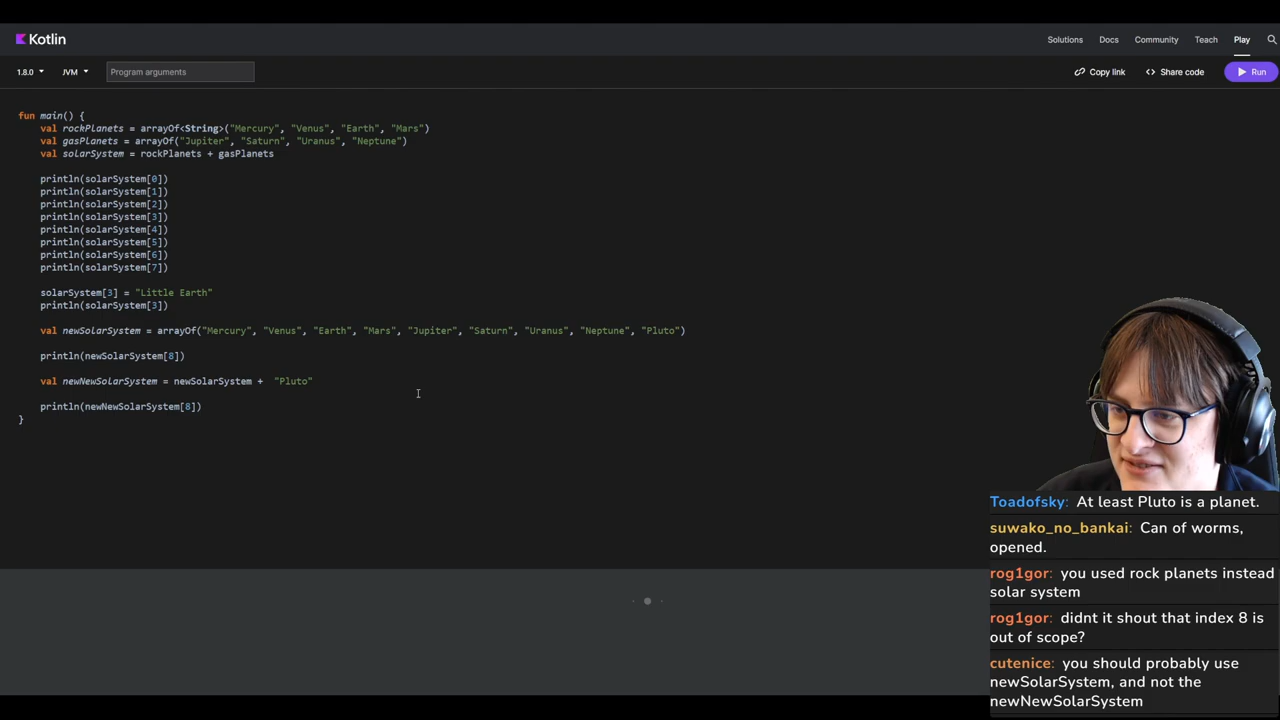 Kotlin
Solutions Docs Community Teach Play
1.8.0 JVM Program arguments Copy link Share code Run
fun main() {
val rockPlanets = arrayOf<String>("Mercury", "Venus", "Earth", "Mars")
val gasPlanets = arrayOf("Jupiter", "Saturn", "Uranus", "Neptune")
val solarSystem = rockPlanets + gasPlanets
println(solarSystem[0])
println(solarSystem[1])
println(solarSystem[2])
println(solarSystem[3])
println(solarSystem[4])
println(solarSystem[5])
println(solarSystem[6])
println(solarSystem[7])
solarSystem[3] = "Little Earth"
println(solarSystem[3])
val newSolarSystem = arrayOf("Mercury", "Venus", "Earth", "Mars", "Jupiter", "Saturn", "Uranus", "Neptune", "Pluto")
println(newSolarSystem[8])
val newNewSolarSystem = newSolarSystem +  "Pluto"
println(newNewSolarSystem[8])
}
Toadofsky: At least Pluto is a planet.
suwako_no_bankai: Can of worms,
opened.
rog1gor: you used rock planets instead
solar system
rog1gor: didnt it shout that index 8 is
out of scope?
cutenice: you should probably use
newSolarSystem, and not the
newNewSolarSystem